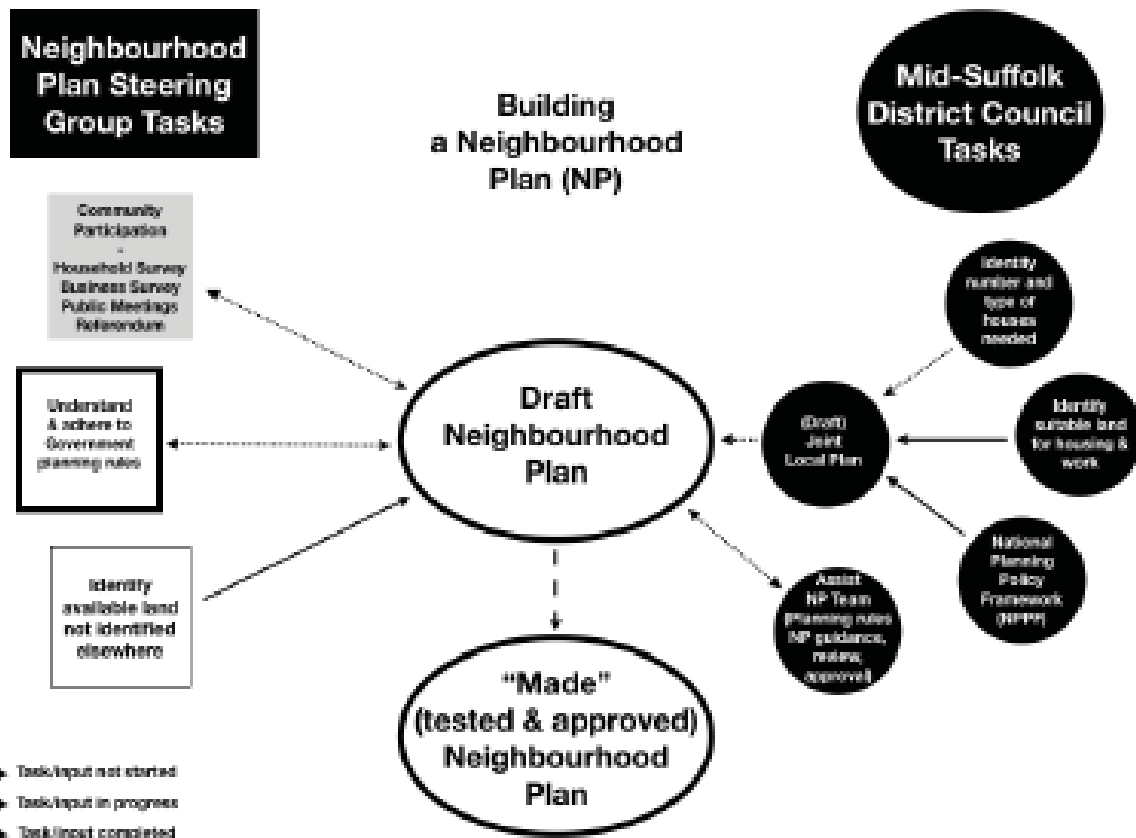 Neighbourhood
Plan Steering
Group Tasks
Building
a Neighbourhood
Plan (NP)
Mid-Suffolk
District Council
Tasks
Community
Participation
-
Household Survey
Business Survey
Public Meetings
Referendum
Understand
& adhere to
Government
planning rules
Identify
available land
not identified
elsewhere
Draft
Neighbourhood
Plan
"Made"
(tested & approved)
Neighbourhood
Plan
(Draft)
Joint
Local Plan
Identify
number and
type of
houses
needed
Identify
suitable land
for housing &
work
National
Planning
Policy
Framework
(NPPF)
Assist
NP Team
(Planning rules
NP guidance,
review,
approval)
Task/input not started
Task/input in progress
Task/input completed